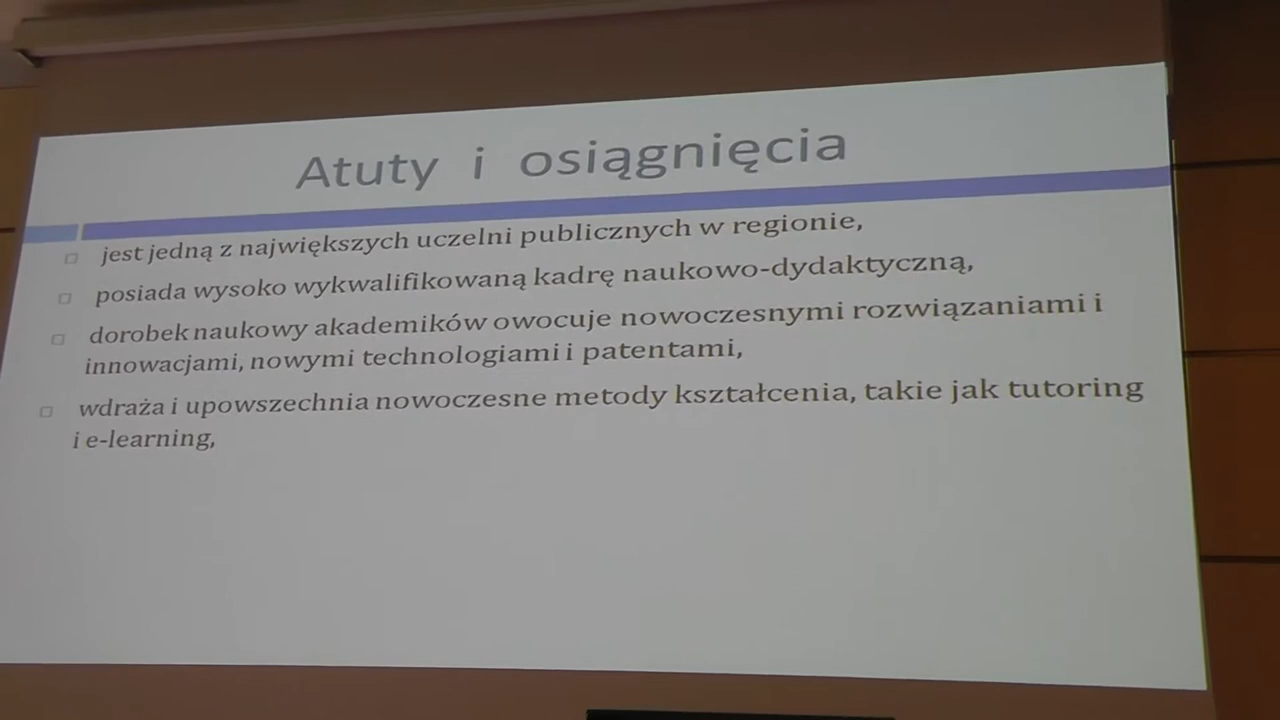 Atuty i osiągnięcia
jest jedną z największych uczelni publicznych w regionie,
posiada wysoko wykwalifikowaną kadrę naukowo-dydaktyczną,
dorobek naukowy akademików owocuje nowoczesnymi rozwiązaniami i
innowacjami, nowymi technologiami i patentami,
wdraża i upowszechnia nowoczesne metody kształcenia, takie jak tutoring
i e-learning,